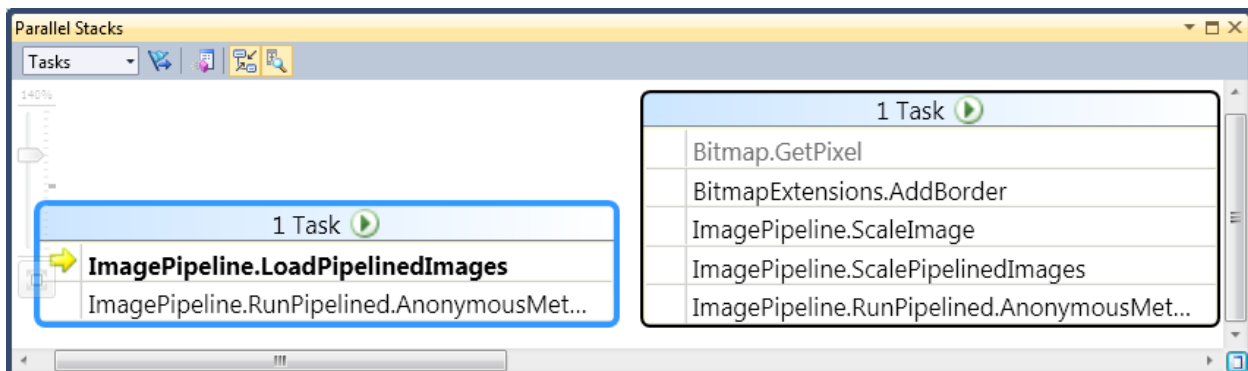 Parallel Stacks
Tasks
140%
1 Task
ImagePipeline.LoadPipelinedImages
ImagePipeline.RunPipelined.AnonymousMet...
1 Task
Bitmap.GetPixel
BitmapExtensions.AddBorder
ImagePipeline.ScaleImage
ImagePipeline.ScalePipelinedImages
ImagePipeline.RunPipelined.AnonymousMet...